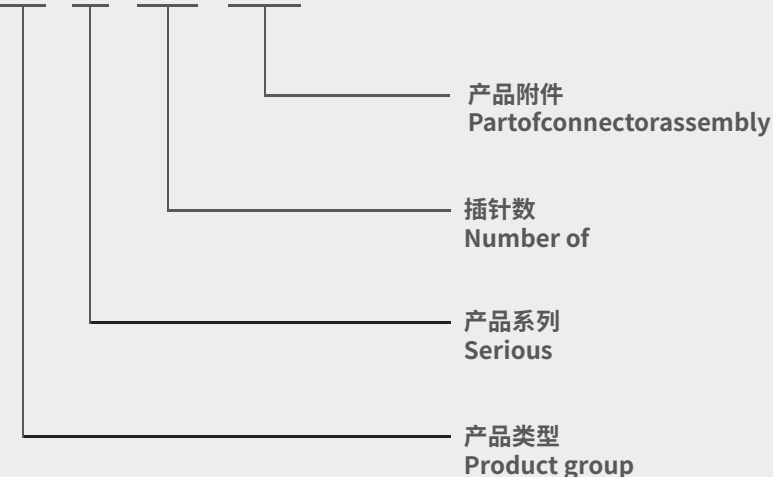 产品附件
Partofconnectorassembly
插针数
Number of
产品系列
Serious
产品类型
Product group